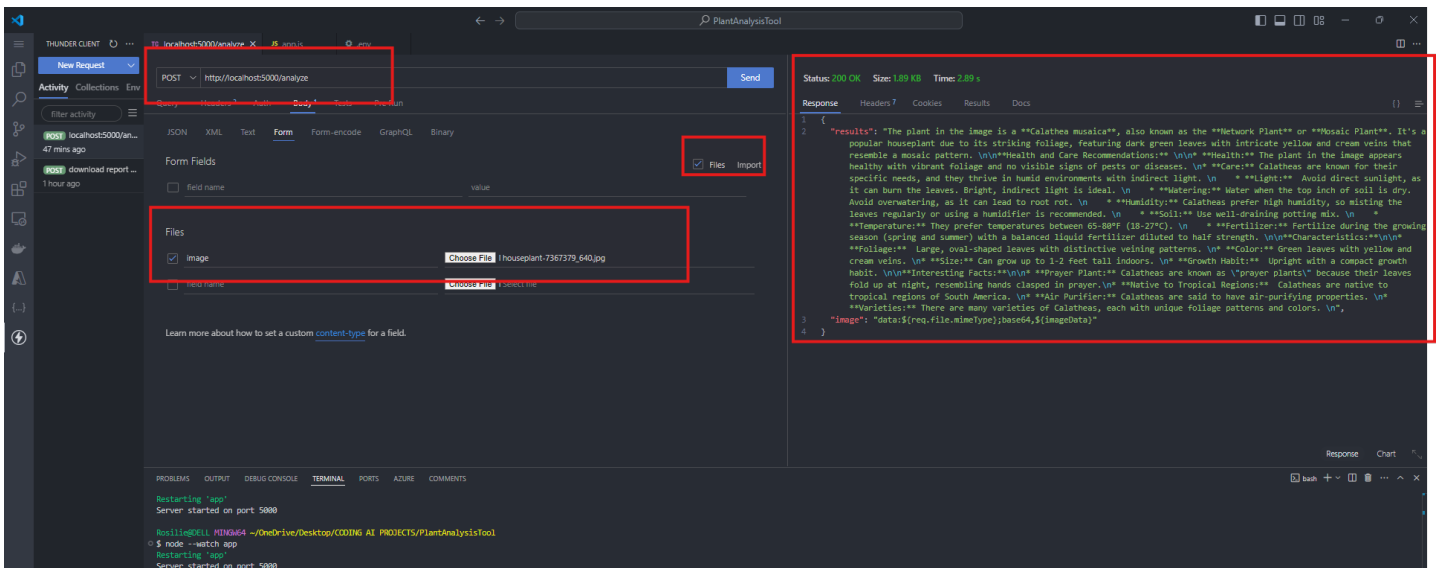 PlantAnalysisTool
THUNDER CLIENT
localhost:5000/analyze
JS app.js
.env
New Request
Activity Collections Env
filter activity
POST localhost:5000/an...
47 mins ago
POST download report ...
1 hour ago
POST http://localhost:5000/analyze Send
Query Headers 2 Auth Body 1 Tests Pre Run
JSON XML Text Form Form-encode GraphQL Binary
Form Fields
Files Import
field name value
Files
image Choose File houseplant-7367379_640.jpg
field name Choose File Select file
Learn more about how to set a custom content-type for a field.
Status: 200 OK Size: 1.89 KB Time: 2.89 s
Response Headers 7 Cookies Results Docs
{}
1 {
2 "results": "The plant in the image is a **Calathea musaica**, also known as the **Network Plant** or **Mosaic Plant**. It's a
popular houseplant due to its striking foliage, featuring dark green leaves with intricate yellow and cream veins that
resemble a mosaic pattern. \n\n**Health and Care Recommendations:** \n\n* **Health:** The plant in the image appears
healthy with vibrant foliage and no visible signs of pests or diseases. \n* **Care:** Calatheas are known for their
specific needs, and they thrive in humid environments with indirect light. \n * **Light:** Avoid direct sunlight, as
it can burn the leaves. Bright, indirect light is ideal. \n * **Watering:** Water when the top inch of soil is dry.
Avoid overwatering, as it can lead to root rot. \n * **Humidity:** Calatheas prefer high humidity, so misting the
leaves regularly or using a humidifier is recommended. \n * **Soil:** Use well-draining potting mix. \n *
**Temperature:** They prefer temperatures between 65-80°F (18-27°C). \n * **Fertilizer:** Fertilize during the growing
season (spring and summer) with a balanced liquid fertilizer diluted to half strength. \n\n**Characteristics:**\n\n*
**Foliage:** Large, oval-shaped leaves with distinctive veining patterns. \n* **Color:** Green leaves with yellow and
cream veins. \n* **Size:** Can grow up to 1-2 feet tall indoors. \n* **Growth Habit:** Upright with a compact growth
habit. \n\n**Interesting Facts:**\n\n* **Prayer Plant:** Calatheas are known as \"prayer plants\" because their leaves
fold up at night, resembling hands clasped in prayer.\n* **Native to Tropical Regions:** Calatheas are native to
tropical regions of South America. \n* **Air Purifier:** Calatheas are said to have air-purifying properties. \n*
**Varieties:** There are many varieties of Calatheas, each with unique foliage patterns and colors. \n",
3 "image": "data:${req.file.mimeType};base64,${imageData}"
4 }
Response Chart
PROBLEMS OUTPUT DEBUG CONSOLE TERMINAL PORTS AZURE COMMENTS
bash
Restarting 'app'
Server started on port 5000
Rosilie@DELL MINGW64 ~/OneDrive/Desktop/CODING AI PROJECTS/PlantAnalysisTool
$ node --watch app
Restarting 'app'
Server started on port 5000